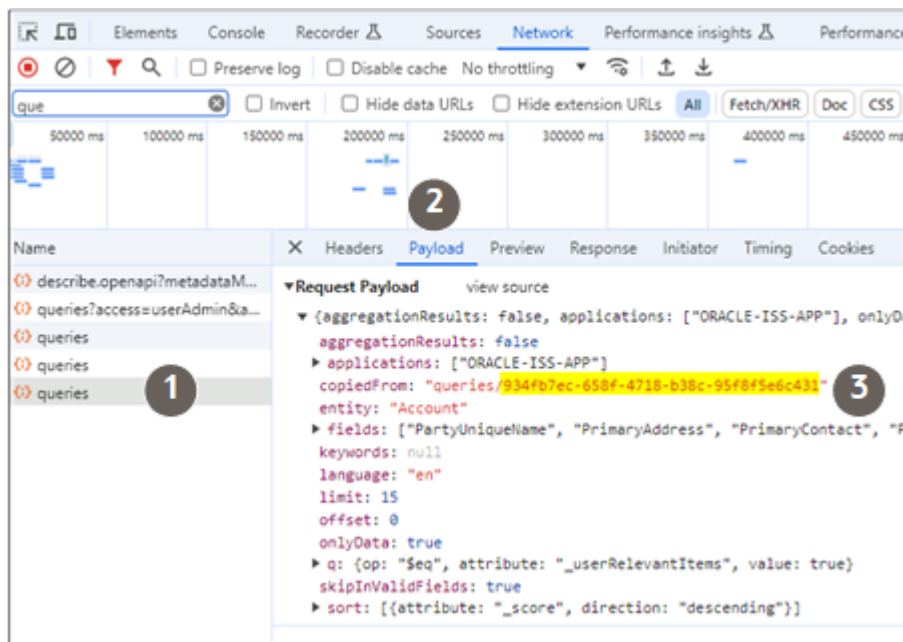 Elements Console Recorder Sources Network Performance insights Performance
Preserve log Disable cache No throttling
que Invert Hide data URLs Hide extension URLs All Fetch/XHR Doc CSS
50000 ms 100000 ms 150000 ms 200000 ms 250000 ms 300000 ms 350000 ms 400000 ms 450000 ms
2
Name
Headers Payload Preview Response Initiator Timing Cookies
describe.openapi?metadataM...
queries?access=userAdmin&a...
queries
queries
queries
1
Request Payload view source
{aggregationResults: false, applications: ["ORACLE-ISS-APP"], onlyD
aggregationResults: false
applications: ["ORACLE-ISS-APP"]
copiedFrom: "queries/934fb7ec-658f-4718-b38c-95f8f5e6c431"
3
entity: "Account"
fields: ["PartyUniqueName", "PrimaryAddress", "PrimaryContact", "P
keywords: null
language: "en"
limit: 15
offset: 0
onlyData: true
q: {op: "$eq", attribute: "_userRelevantItems", value: true}
skipInValidFields: true
sort: [{attribute: "_score", direction: "descending"}]